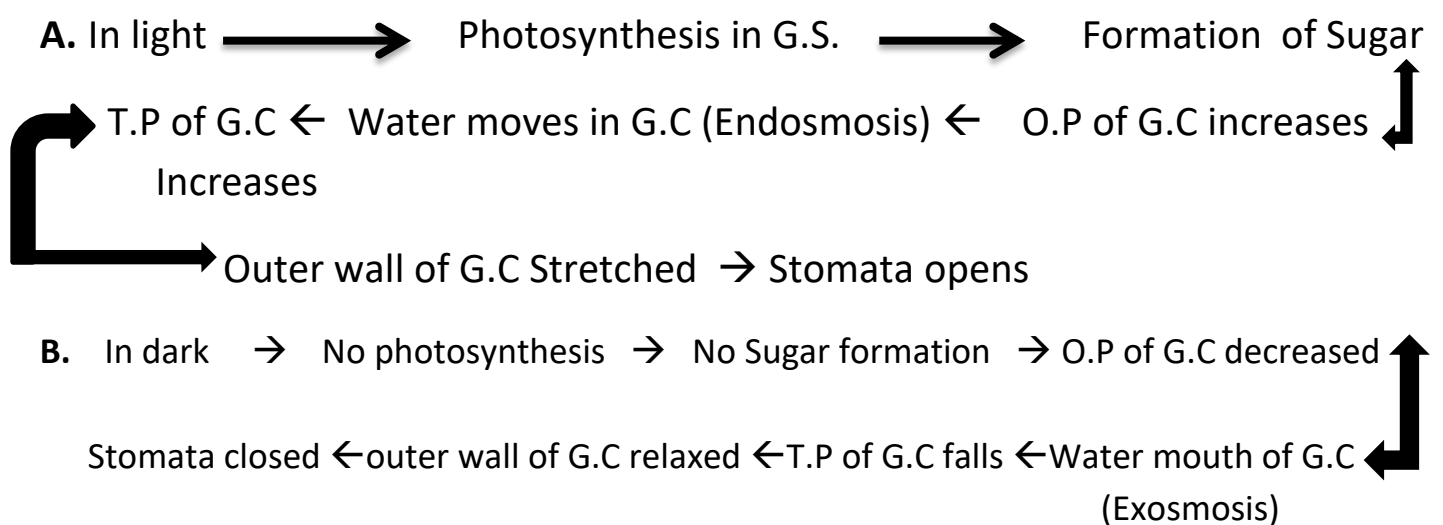 A. In light → Photosynthesis in G.S. → Formation of Sugar
T.P of G.C ← Water moves in G.C (Endosmosis) ← O.P of G.C increases
Increases
Outer wall of G.C Stretched → Stomata opens
B. In dark → No photosynthesis → No Sugar formation → O.P of G.C decreased
Stomata closed ←outer wall of G.C relaxed ←T.P of G.C falls ←Water mouth of G.C
(Exosmosis)